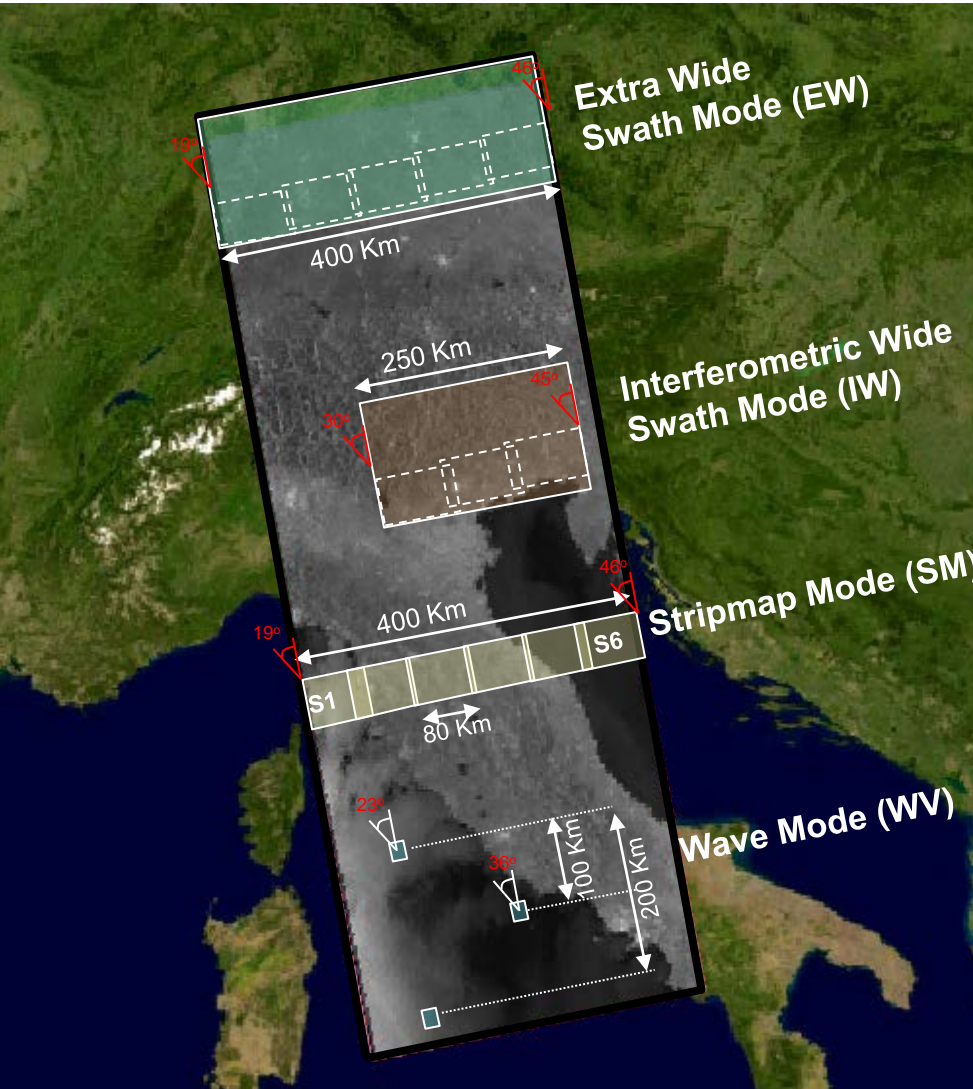 46º
Extra Wide
Swath Mode (EW)
19º
400 Km
250 Km
Interferometric Wide
Swath Mode (IW)
45º
30º
46º
Stripmap Mode (SM)
400 Km
19º
S6
S1
80 Km
23º
Wave Mode (WV)
36º
100 Km
200 Km